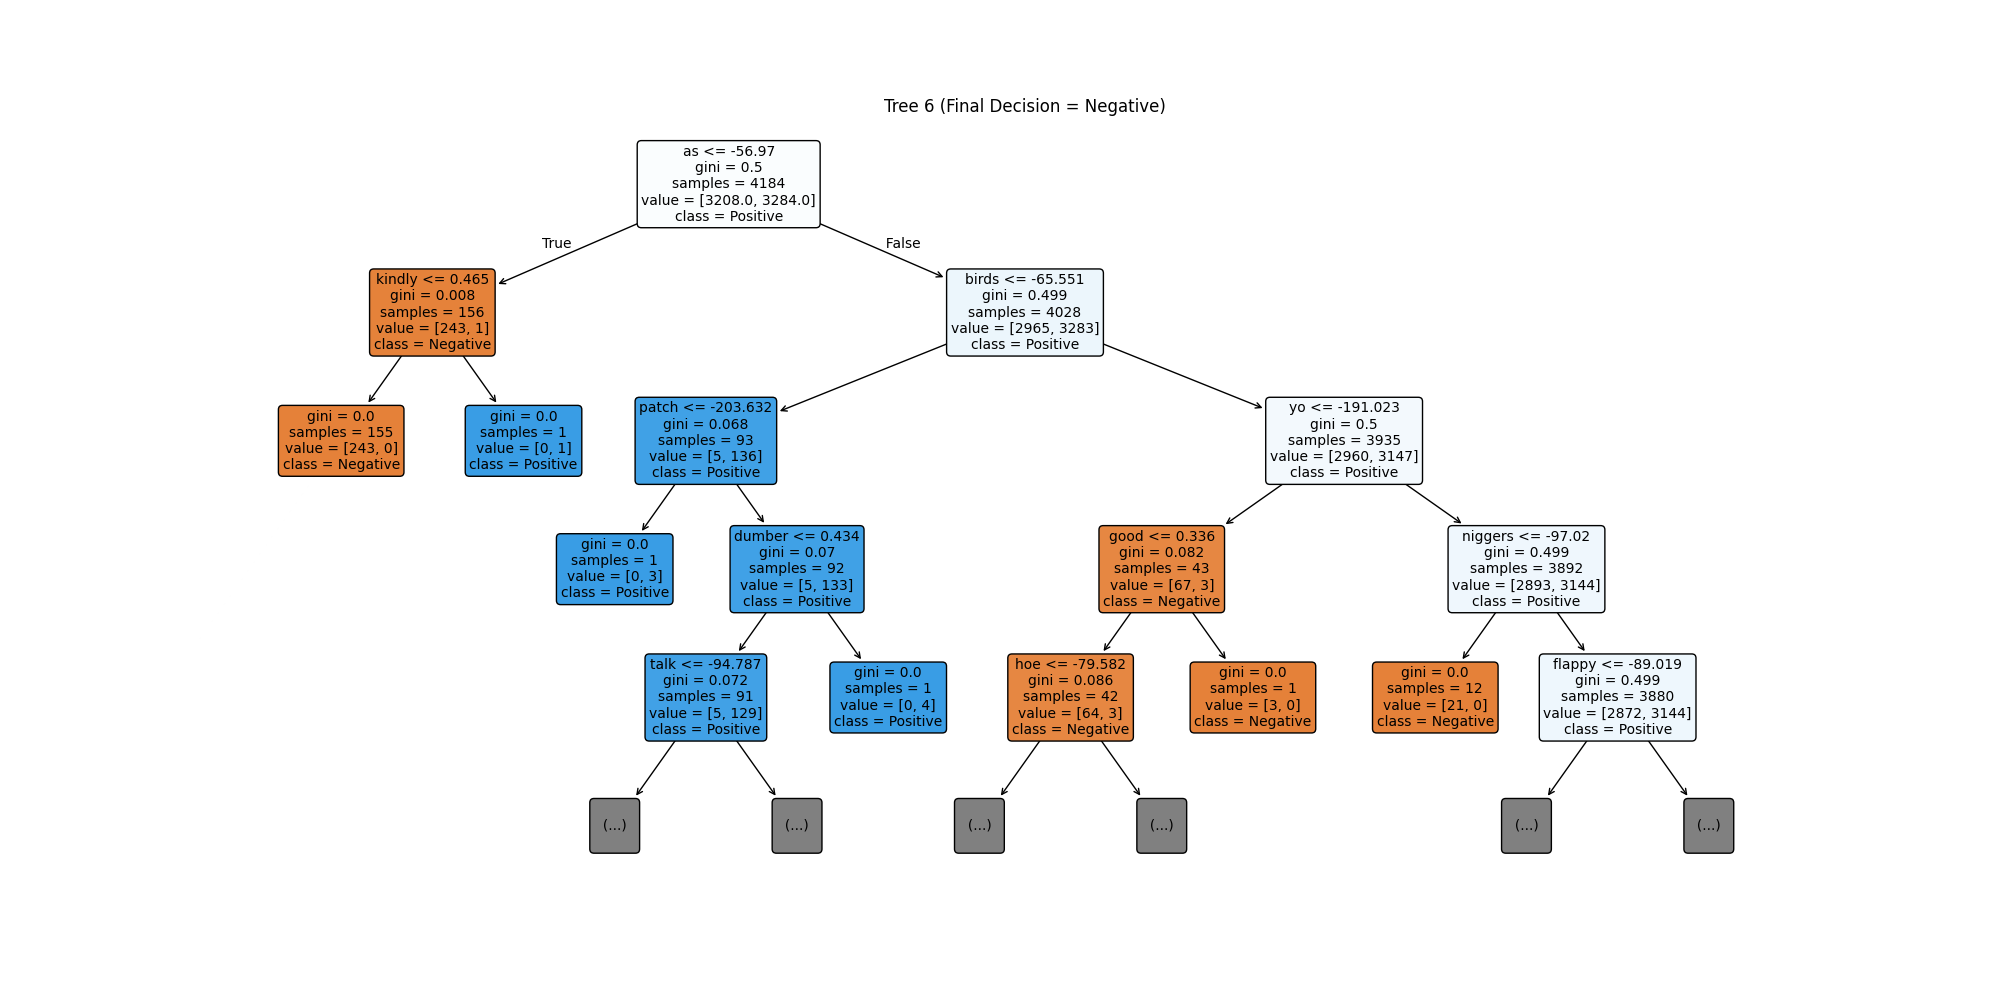 Tree 6 (Final Decision = Negative)
as <= -56.97
gini = 0.5
samples = 4184
value = [3208.0, 3284.0]
class = Positive
True
False
kindly <= 0.465
gini = 0.008
samples = 156
value = [243, 1]
class = Negative
birds <= -65.551
gini = 0.499
samples = 4028
value = [2965, 3283]
class = Positive
gini = 0.0
samples = 155
value = [243, 0]
class = Negative
gini = 0.0
samples = 1
value = [0, 1]
class = Positive
patch <= -203.632
gini = 0.068
samples = 93
value = [5, 136]
class = Positive
yo <= -191.023
gini = 0.5
samples = 3935
value = [2960, 3147]
class = Positive
gini = 0.0
samples = 1
value = [0, 3]
class = Positive
dumber <= 0.434
gini = 0.07
samples = 92
value = [5, 133]
class = Positive
good <= 0.336
gini = 0.082
samples = 43
value = [67, 3]
class = Negative
niggers <= -97.02
gini = 0.499
samples = 3892
value = [2893, 3144]
class = Positive
talk <= -94.787
gini = 0.072
samples = 91
value = [5, 129]
class = Positive
gini = 0.0
samples = 1
value = [0, 4]
class = Positive
hoe <= -79.582
gini = 0.086
samples = 42
value = [64, 3]
class = Negative
gini = 0.0
samples = 1
value = [3, 0]
class = Negative
gini = 0.0
samples = 12
value = [21, 0]
class = Negative
flappy <= -89.019
gini = 0.499
samples = 3880
value = [2872, 3144]
class = Positive
(...)
(...)
(...)
(...)
(...)
(...)